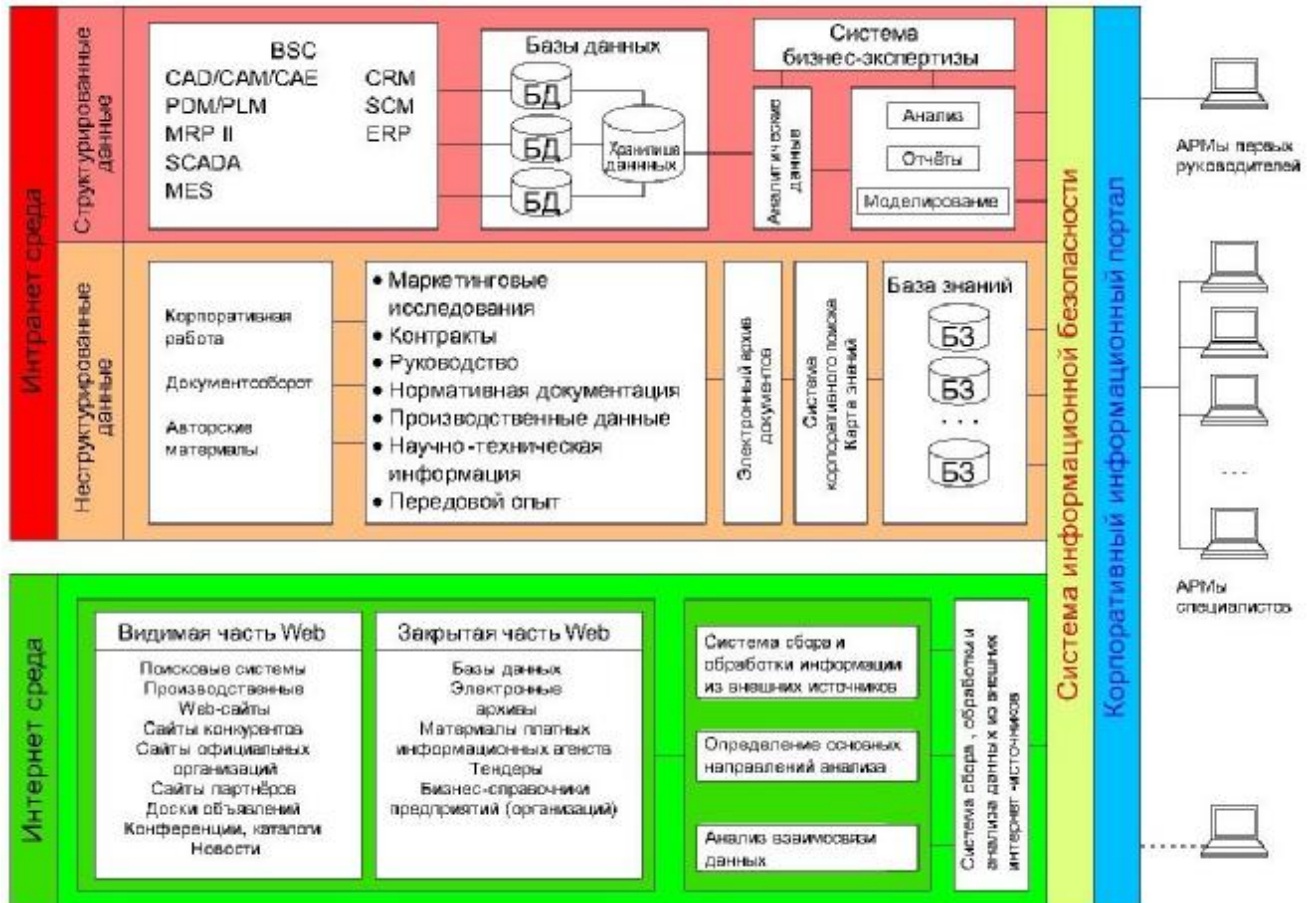 Интранет среда
Структурированные
данные
BSC
CAD/CAM/CAE
PDM/PLM
MRP II
SCADA
MES
CRM
SCM
ERP
Базы данных
БД
БД
БД
Хранилище
даннных
Аналитические
данные
Система
бизнес-экспертизы
Анализ
Отчёты
Моделирование
Неструктурированные
данные
Корпоративная
работа
Документооборот
Авторские
материалы
● Маркетинговые
исследования
● Контракты
● Руководство
● Нормативная документация
● Производственные данные
● Научно-техническая
информация
● Передовой опыт
Электронный архив
документов
Система
корпоративного поиска
Карта знаний
База знаний
БЗ
БЗ
...
БЗ
Интернет среда
Видимая часть Web
Поисковые системы
Производственные
Web-сайты
Сайты конкурентов
Сайты официальных
организаций
Сайты партнёров
Доски объявлений
Конференции, каталоги
Новости
Закрытая часть Web
Базы данных
Электронные
архивы
Материалы платных
информационных агенств
Тендеры
Бизнес-справочники
предприятий (организаций)
Система сбора и
обработки информации
из внешних источников
Определение основных
направлений анализа
Анализ взаимосвязи
данных
Система сбора , обработки и
анализа данных из внешних
интернет -источников
Система информационной безопасности
Корпоративный информационный портал
АРМы первых
руководителей
...
АРМы
специалистов